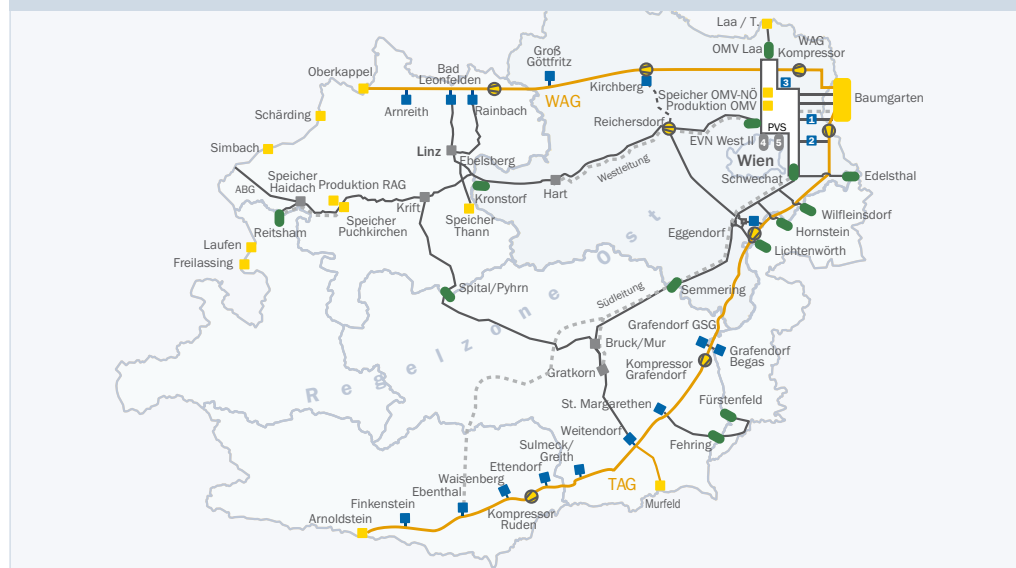 Laa / T.
OMV Laa
WAG
Kompressor
Groß
Göttfritz
Oberkappel
Bad
Leonfelden
Kirchberg
3
Speicher OMV-NÖ
Produktion OMV
Baumgarten
WAG
Arnreith
Rainbach
Schärding
Reichersdorf
1
PVS
EVN West II
4
5
2
Simbach
Linz
Ebelsberg
Westleitung
Wien
Schwechat
Edelsthal
ABG
Speicher
Haidach
Produktion RAG
Krift
Kronstorf
Hart
Speicher
Puchkirchen
Speicher
Thann
Reitsham
Wilfleinsdorf
Eggendorf
Hornstein
Lichtenwörth
Laufen
Freilassing
Spital/Pyhrn
Südleitung
Semmering
Regelzone Ost
Grafendorf GSG
Bruck/Mur
Grafendorf
Begas
Kompressor
Grafendorf
Gratkorn
St. Margarethen
Fürstenfeld
Weitendorf
Fehring
Sulmeck/
Greith
Ettendorf
Waisenberg
Ebenthal
TAG
Finkenstein
Murfeld
Arnoldstein
Kompressor
Ruden